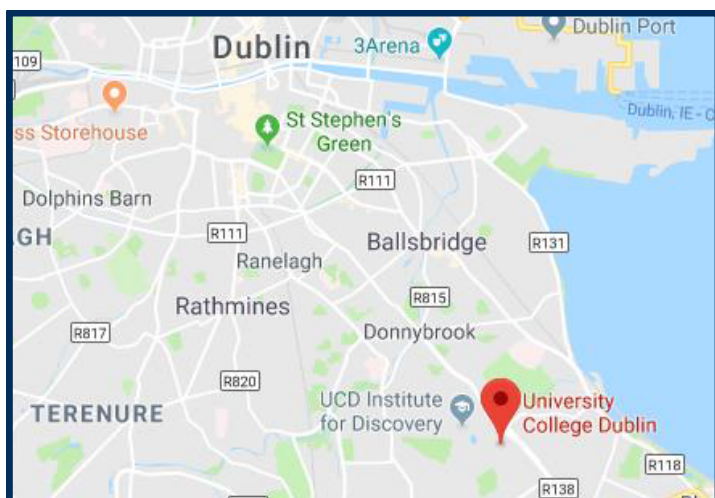 Dublin
3Arena
Dublin Port
109
Dublin, IE - C
ss Storehouse
St Stephen's
Green
R111
Dolphins Barn
R111
Ballsbridge
R131
GH
Ranelagh
R815
Rathmines
R817
Donnybrook
R820
UCD Institute
for Discovery
University
College Dublin
TERENURE
R118
R138